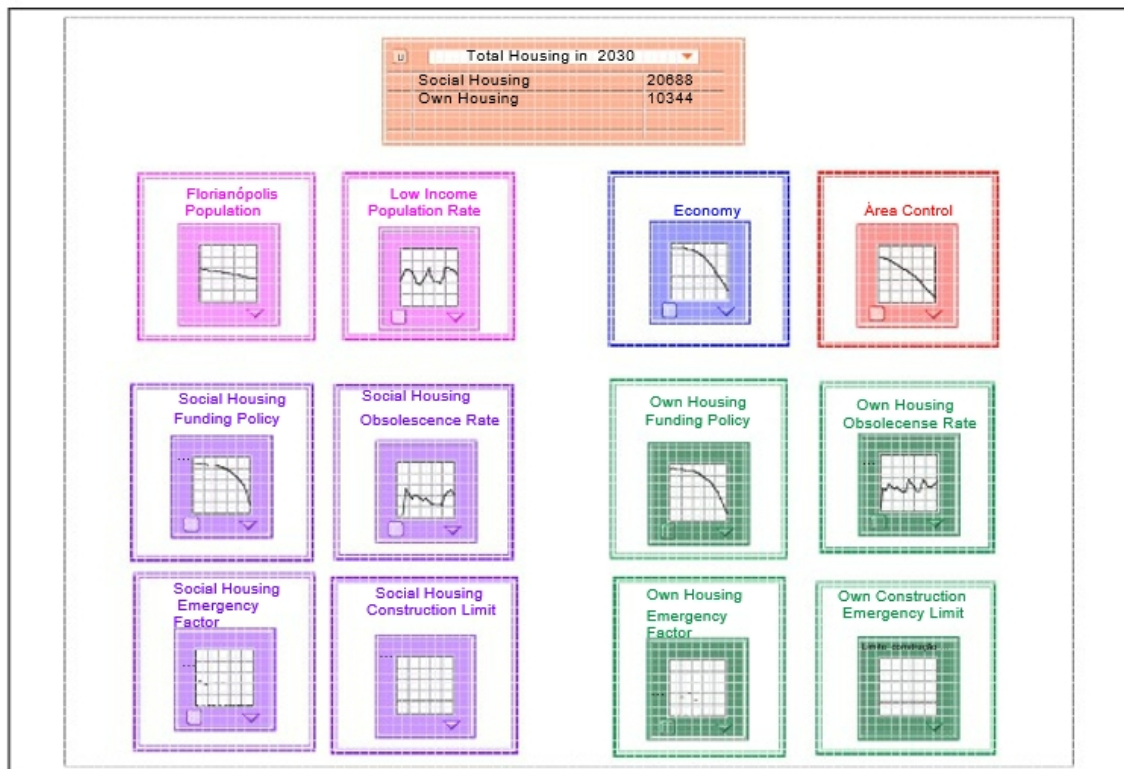 U
Total Housing in 2030
Social Housing 20688
Own Housing 10344
Florianópolis
Population
Low Income
Population Rate
Economy
Àrea Control
Social Housing
Funding Policy
Social Housing
Obsolescence Rate
Own Housing
Funding Policy
Own Housing
Obsolecense Rate
Social Housing
Emergency
Factor
Social Housing
Construction Limit
Own Housing
Emergency
Factor
Own Construction
Emergency Limit
Limite construção